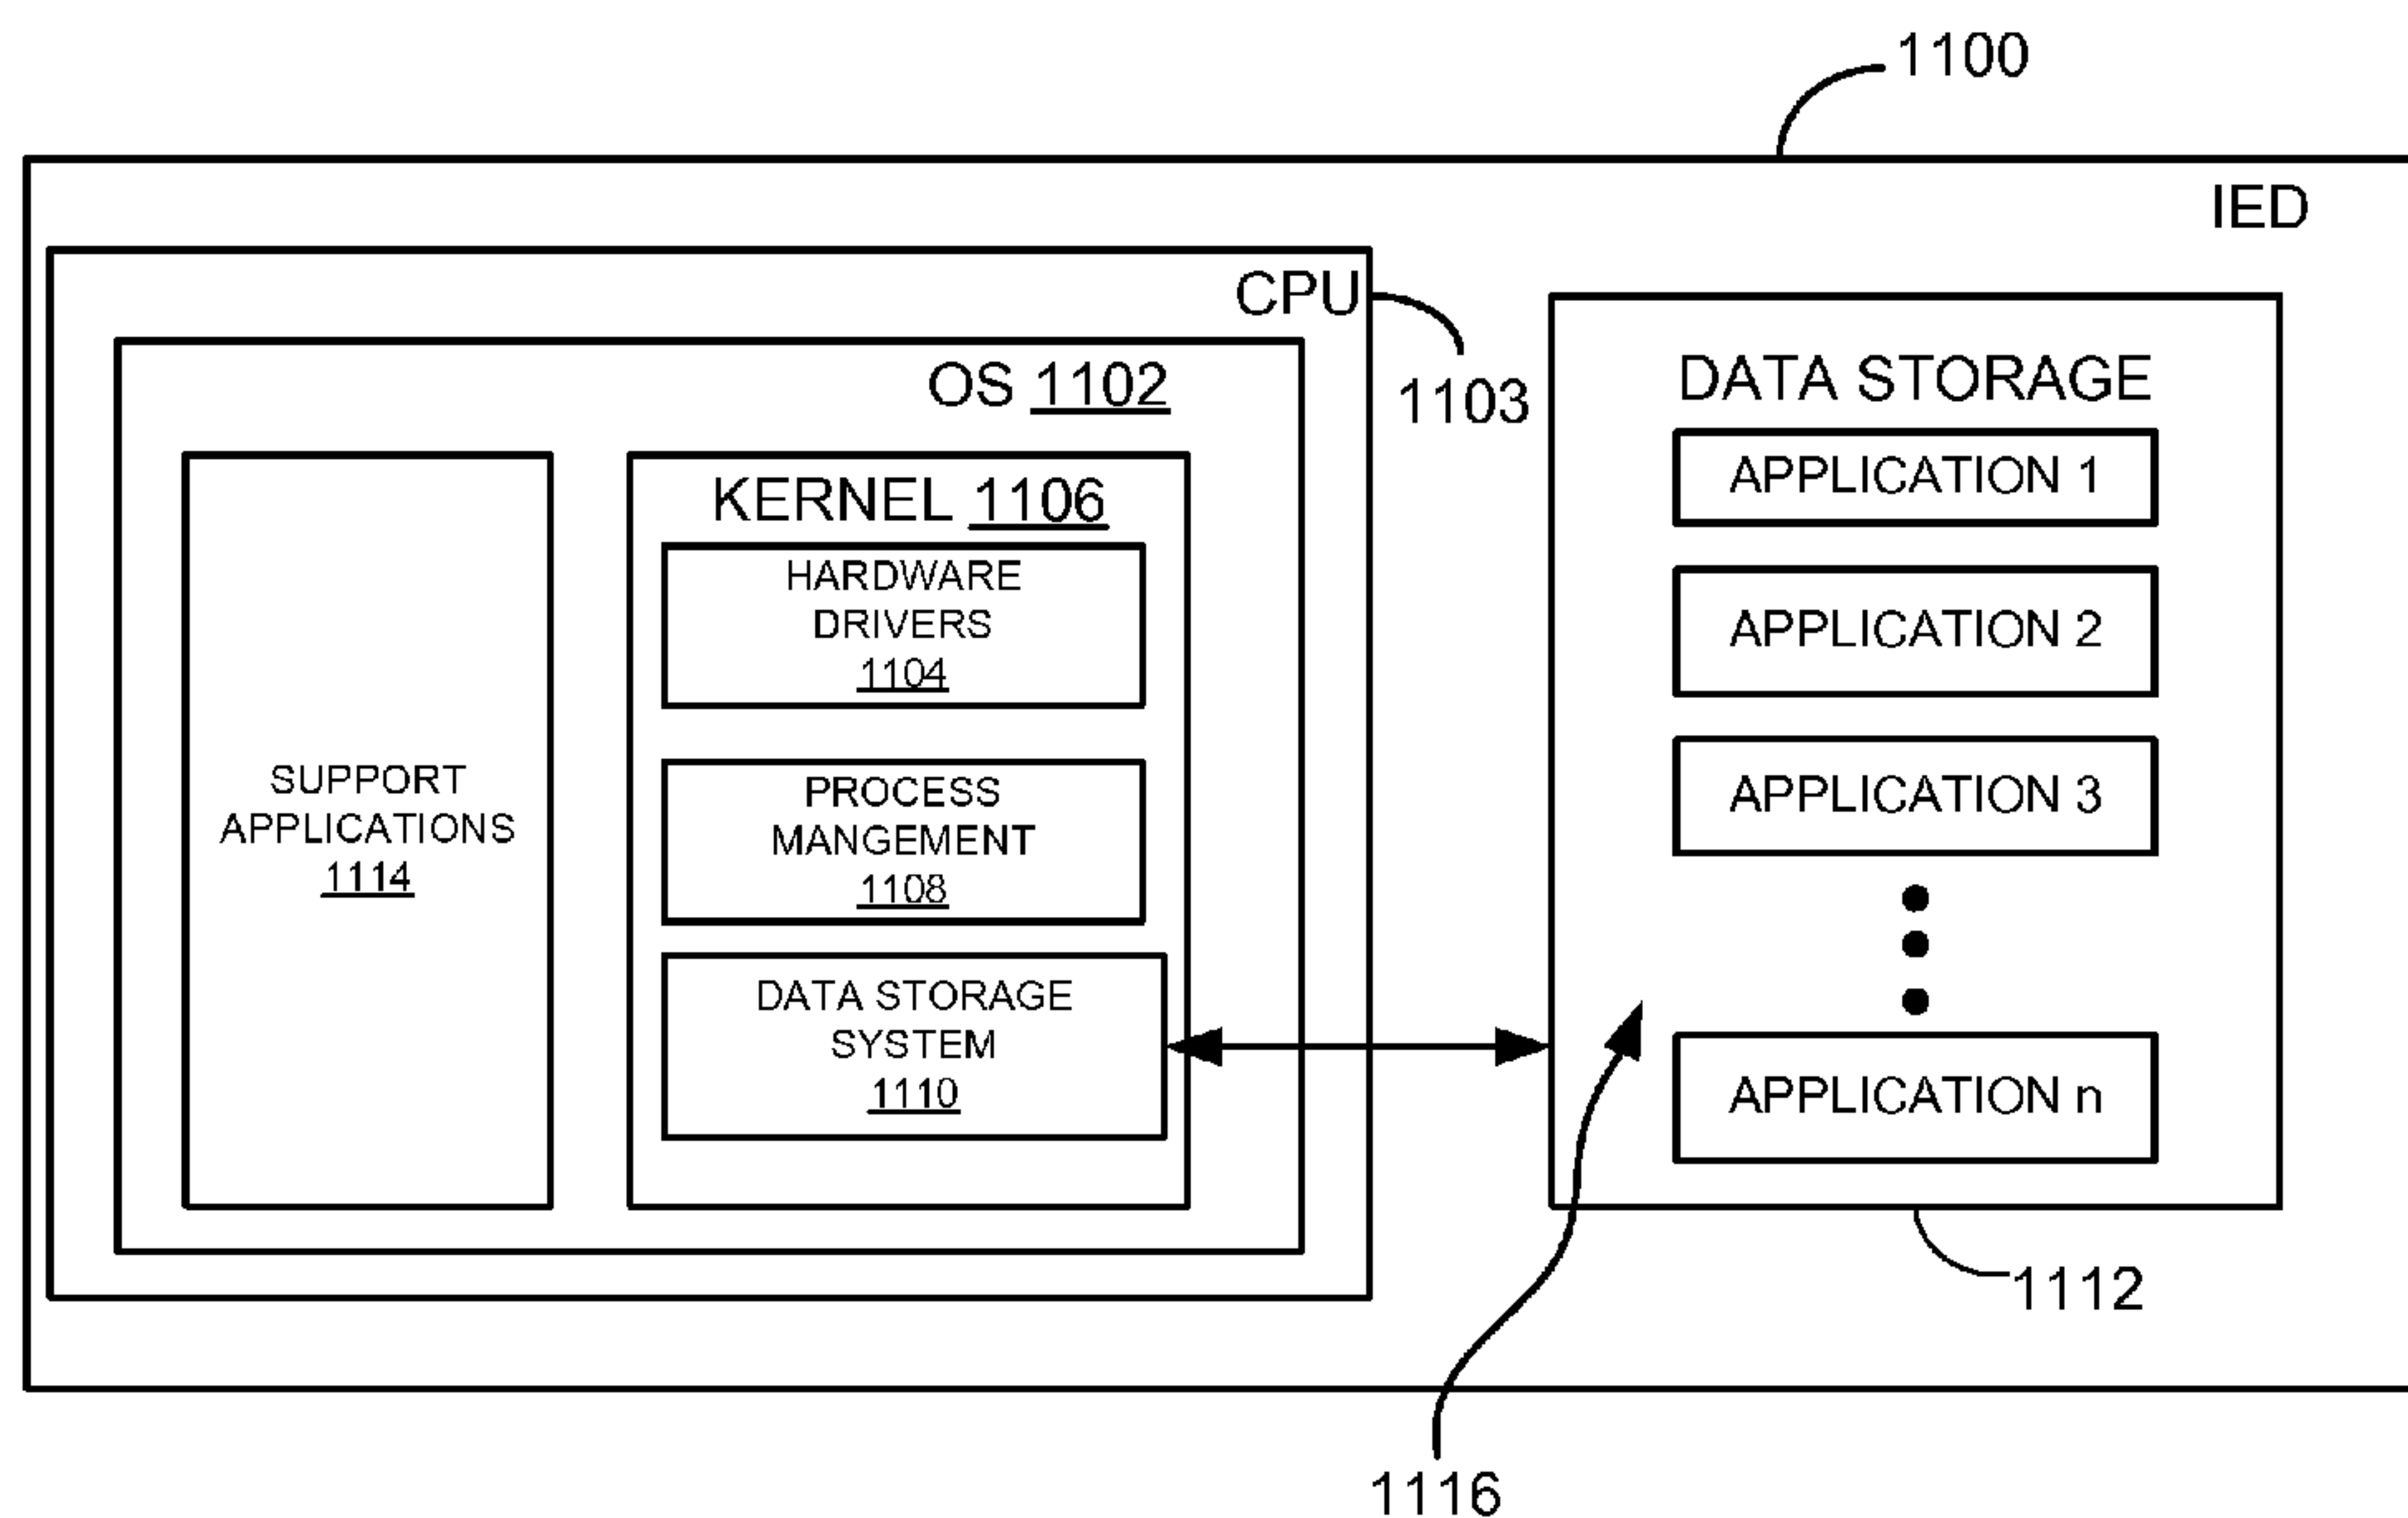 1100
IED
CPU
1103
OS 1102
SUPPORT
APPLICATIONS
1114
KERNEL 1106
HARDWARE
DRIVERS
1104
PROCESS
MANGEMENT
1108
DATA STORAGE
SYSTEM
1110
DATA STORAGE
APPLICATION 1
APPLICATION 2
APPLICATION 3
APPLICATION n
1112
1116